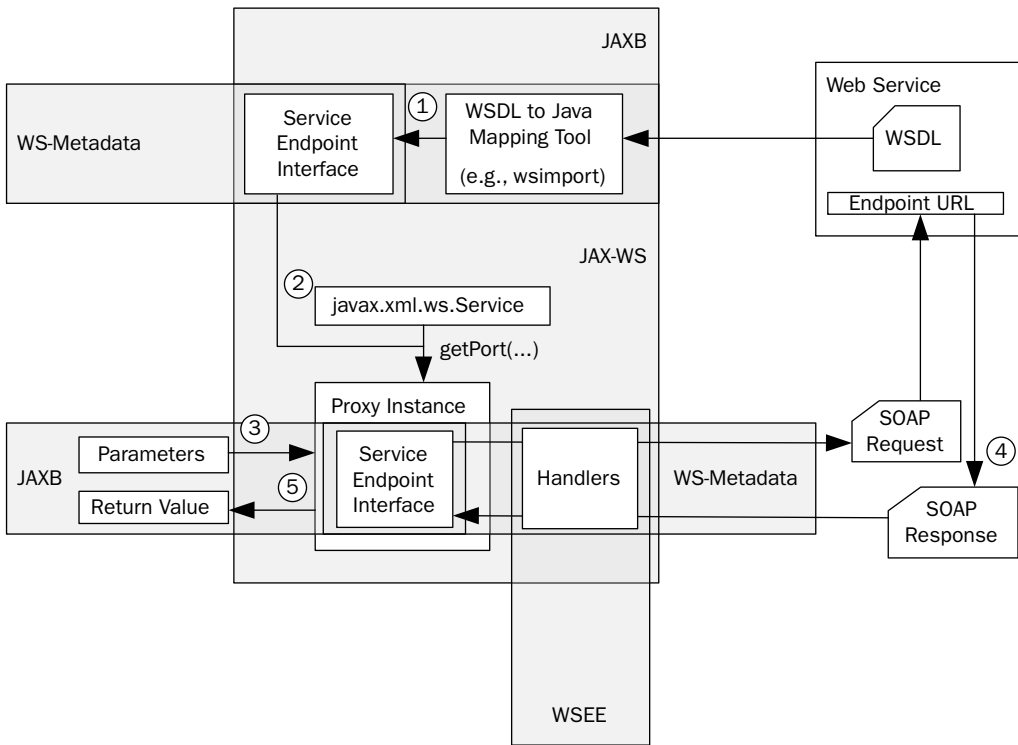 JAXB
Web Service
WS-Metadata
Service
Endpoint
Interface
1
WSDL to Java
Mapping Tool
(e.g., wsimport)
WSDL
Endpoint URL
JAX-WS
2
javax.xml.ws.Service
getPort(...)
Proxy Instance
JAXB
Parameters
3
Return Value
5
Service
Endpoint
Interface
Handlers
WS-Metadata
SOAP
Request
4
SOAP
Response
WSEE